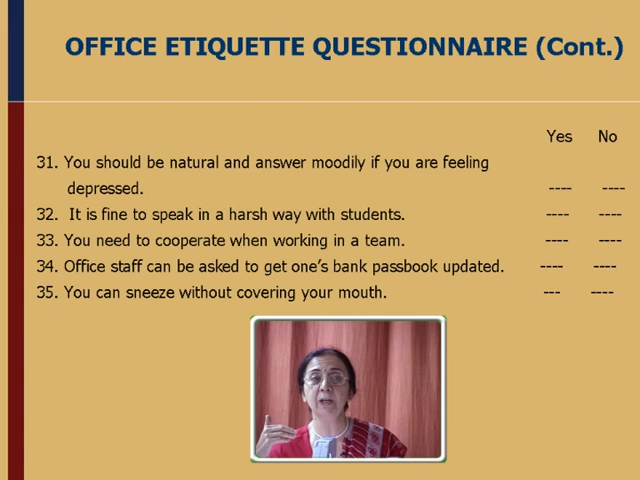 OFFICE ETIQUETTE QUESTIONNAIRE (Cont.)
Yes No
31. You should be natural and answer moodily if you are feeling
depressed. ---- ----
32. It is fine to speak in a harsh way with students. ---- ----
33. You need to cooperate when working in a team. ---- ----
34. Office staff can be asked to get one's bank passbook updated. ---- ----
35. You can sneeze without covering your mouth. --- ----